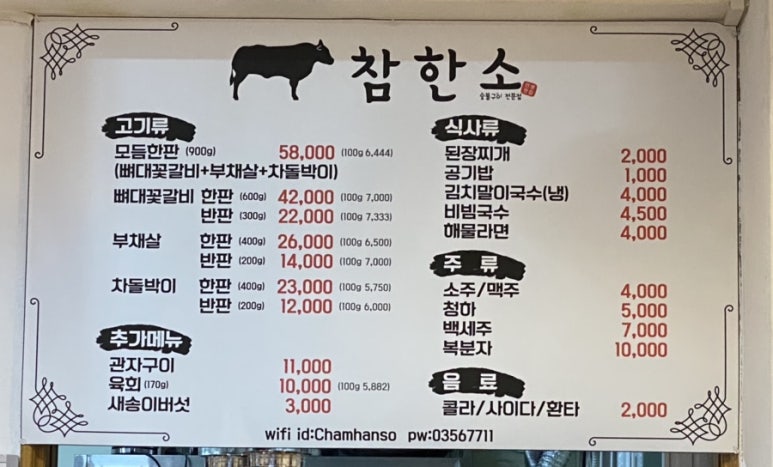 참한소
숯불구이 전문점
고기류
모듬한판 (900g) 58,000 (100g 6,444)
(뼈대꽃갈비+부채살+차돌박이)
뼈대꽃갈비 한판 (600g) 42,000 (100g 7,000)
반판 (300g) 22,000 (100g 7,333)
부채살 한판 (400g) 26,000 (100g 6,500)
반판 (200g) 14,000 (100g 7,000)
차돌박이 한판 (400g) 23,000 (100g 5,750)
반판 (200g) 12,000 (100g 6,000)
추가메뉴
관자구이 11,000
육회 (170g) 10,000 (100g 5,882)
새송이버섯 3,000
식사류
된장찌개 2,000
공기밥 1,000
김치말이국수(냉) 4,000
비빔국수 4,500
해물라면 4,000
주 류
소주/맥주 4,000
청하 5,000
백세주 7,000
복분자 10,000
음 료
콜라/사이다/환타 2,000
wifi id:Chamhanso pw:03567711